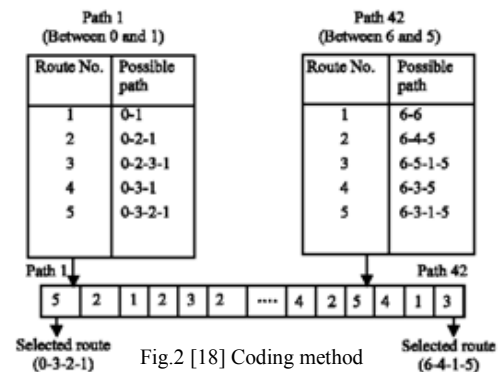 Path 1
(Between 0 and 1)
Route No. Possible path
1 0-1
2 0-2-1
3 0-2-3-1
4 0-3-1
5 0-3-2-1
Path 42
(Between 6 and 5)
Route No. Possible path
1 6-6
2 6-4-5
3 6-5-1-5
4 6-3-5
5 6-3-1-5
Path 1
Path 42
5 2 1 2 3 2 .... 4 2 5 4 1 3
Selected route
(0-3-2-1)
Fig.2 [18] Coding method
Selected route
(6-4-1-5)